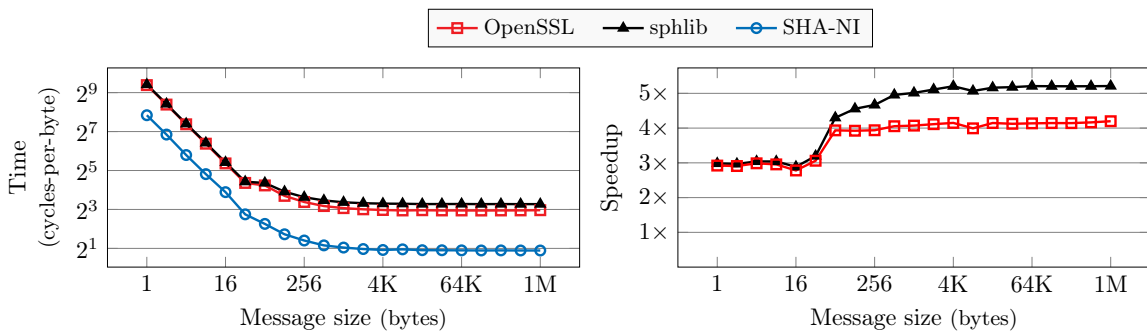 OpenSSL sphlib SHA-NI
Time
(cycles-per-byte)
2^9
2^7
2^5
2^3
2^1
1 16 256 4K 64K 1M
Message size (bytes)
Speedup
5×
4×
3×
2×
1×
1 16 256 4K 64K 1M
Message size (bytes)